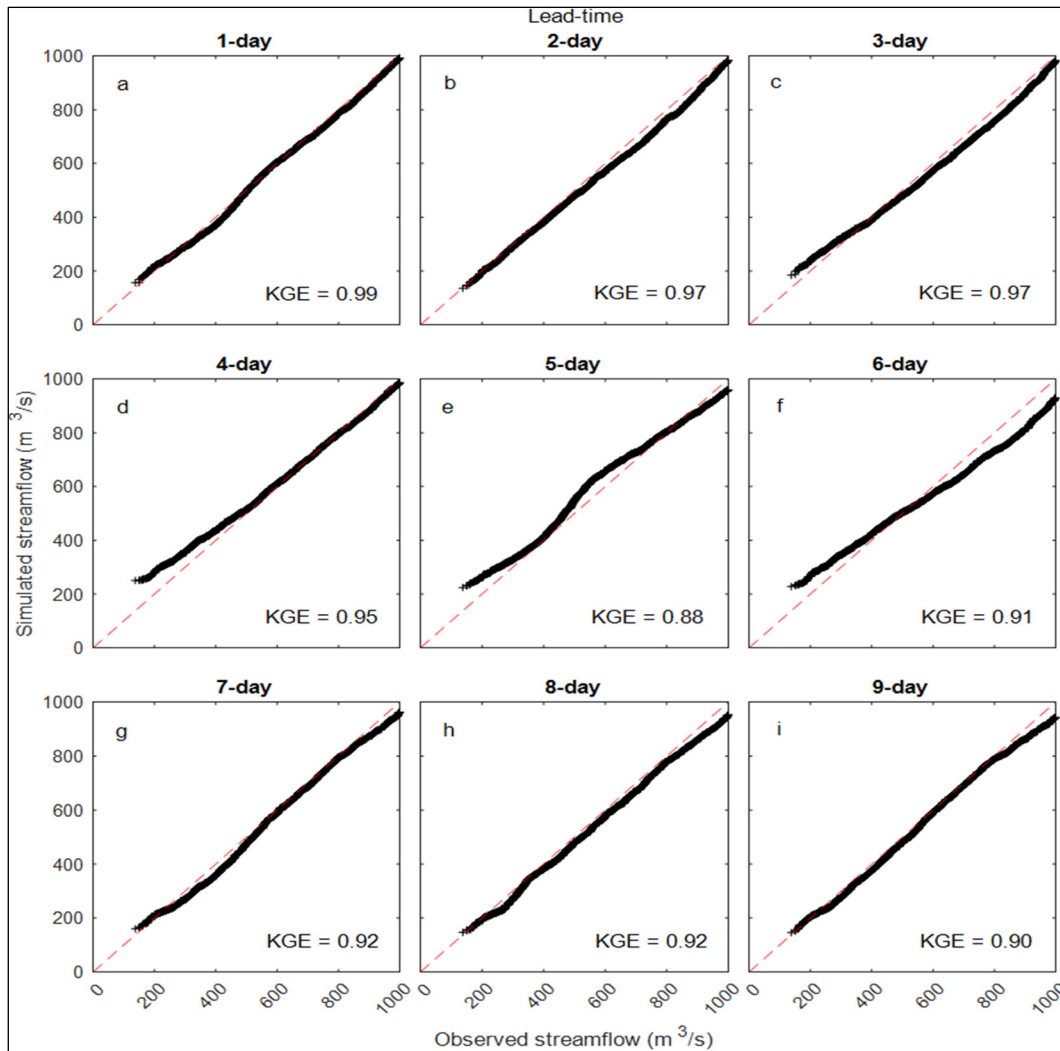 Lead-time
1-day 2-day 3-day
1000
800
600
400
200
0
a b c
KGE = 0.99 KGE = 0.97 KGE = 0.97
4-day 5-day 6-day
1000
800
600
400
200
0
d e f
KGE = 0.95 KGE = 0.88 KGE = 0.91
Simulated streamflow (m³/s)
7-day 8-day 9-day
1000
800
600
400
200
0
g h i
KGE = 0.92 KGE = 0.92 KGE = 0.90
0 200 400 600 800 1000 0 200 400 600 800 1000 0 200 400 600 800 1000
Observed streamflow (m³/s)